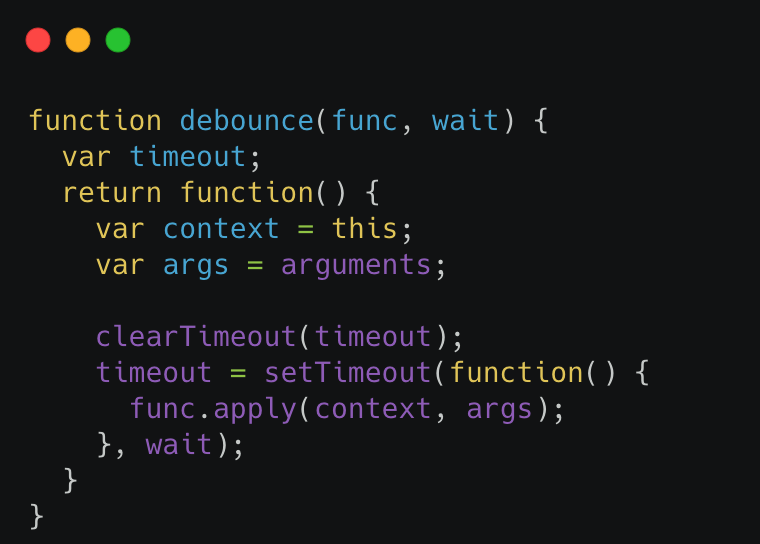 function debounce(func, wait) {
  var timeout;
  return function() {
    var context = this;
    var args = arguments;

    clearTimeout(timeout);
    timeout = setTimeout(function() {
      func.apply(context, args);
    }, wait);
  }
}